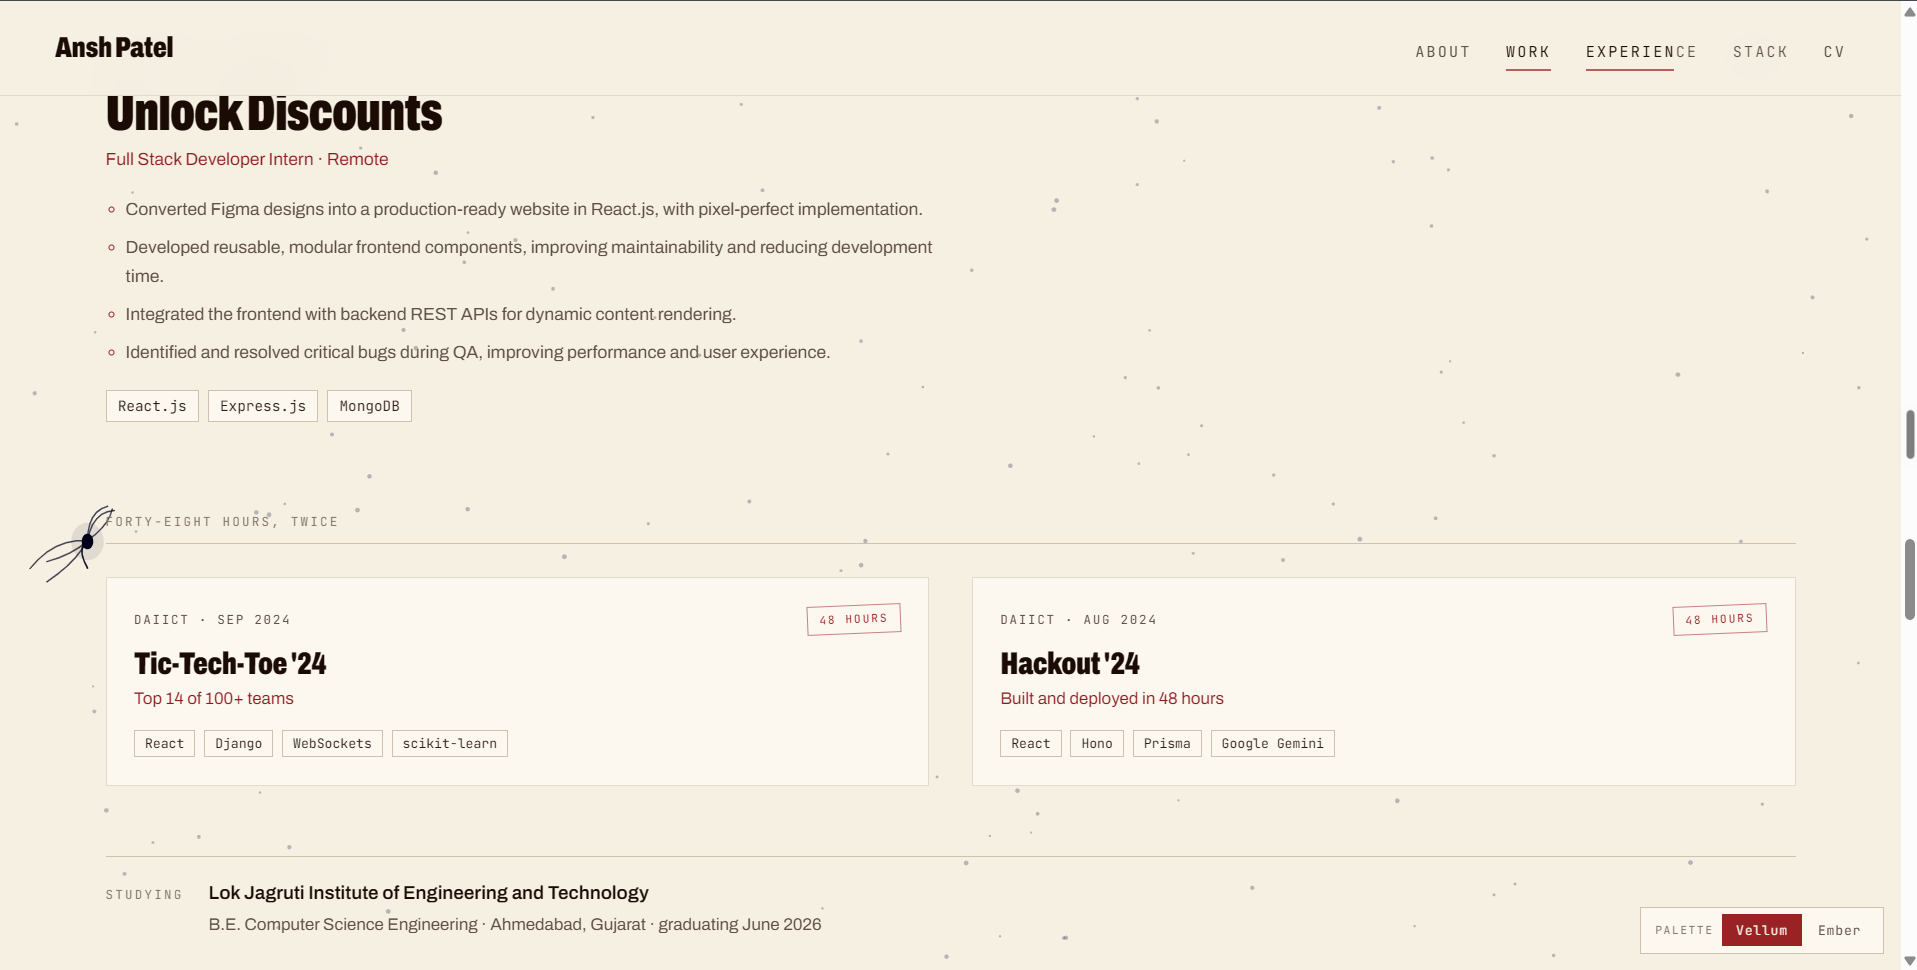 Ansh Patel
ABOUT WORK EXPERIENCE STACK CV
Unlock Discounts
Full Stack Developer Intern · Remote
Converted Figma designs into a production-ready website in React.js, with pixel-perfect implementation.
Developed reusable, modular frontend components, improving maintainability and reducing development
time.
Integrated the frontend with backend REST APIs for dynamic content rendering.
Identified and resolved critical bugs during QA, improving performance and user experience.
React.js Express.js MongoDB
FORTY-EIGHT HOURS, TWICE
DAIICT · SEP 2024
48 HOURS
Tic-Tech-Toe '24
Top 14 of 100+ teams
React Django WebSockets scikit-learn
DAIICT · AUG 2024
48 HOURS
Hackout '24
Built and deployed in 48 hours
React Hono Prisma Google Gemini
STUDYING Lok Jagruti Institute of Engineering and Technology
B.E. Computer Science Engineering · Ahmedabad, Gujarat · graduating June 2026
PALETTE Vellum Ember